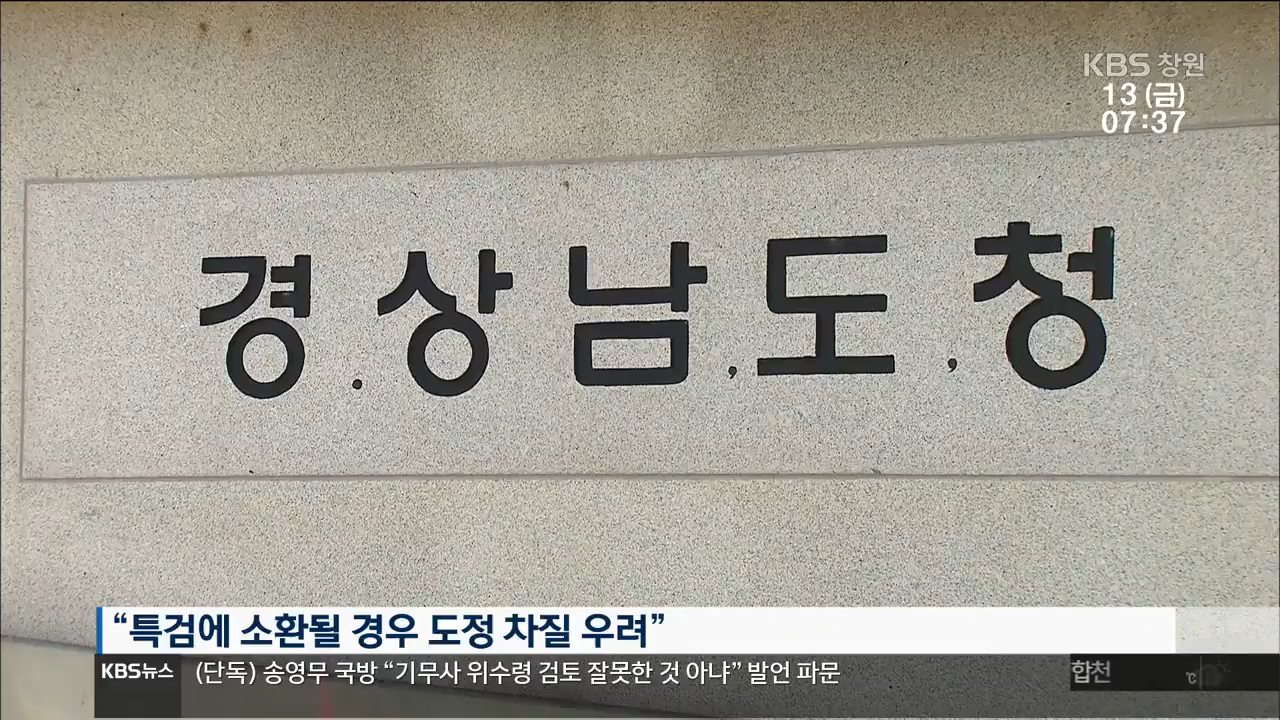 KBS 창원
13 (금)
07:37
경.상남,도,청
“특검에 소환될 경우 도정 차질 우려”
KBS뉴스 (단독) 송영무 국방 “기무사 위수령 검토 잘못한 것 아냐” 발언 파문
합천 ℃